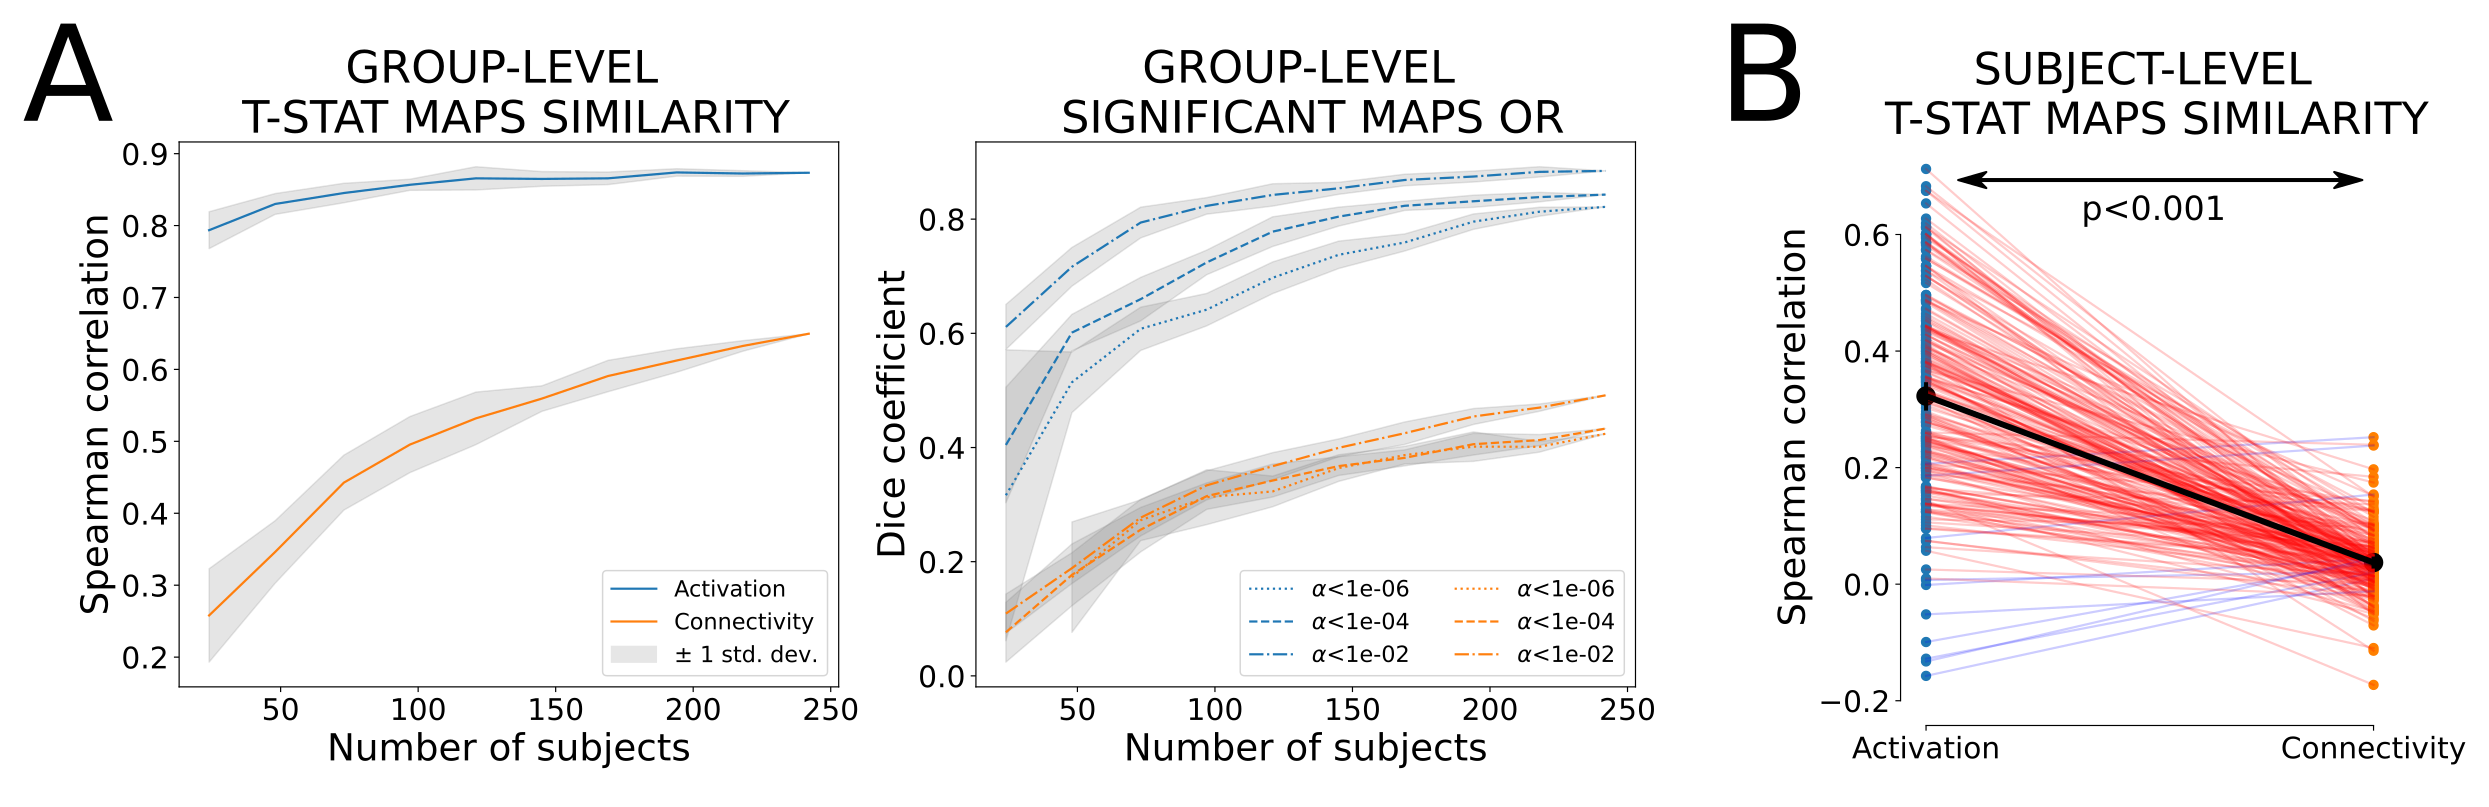 A
GROUP-LEVEL
T-STAT MAPS SIMILARITY
Spearman correlation
0.9
0.8
0.7
0.6
0.5
0.4
0.3
0.2
50
100
150
200
250
Number of subjects
Activation
Connectivity
± 1 std. dev.
GROUP-LEVEL
SIGNIFICANT MAPS OR
Dice coefficient
0.8
0.6
0.4
0.2
0.0
50
100
150
200
250
Number of subjects
α<1e-06
α<1e-04
α<1e-02
α<1e-06
α<1e-04
α<1e-02
B
SUBJECT-LEVEL
T-STAT MAPS SIMILARITY
p<0.001
Spearman correlation
0.6
0.4
0.2
0.0
−0.2
Activation
Connectivity